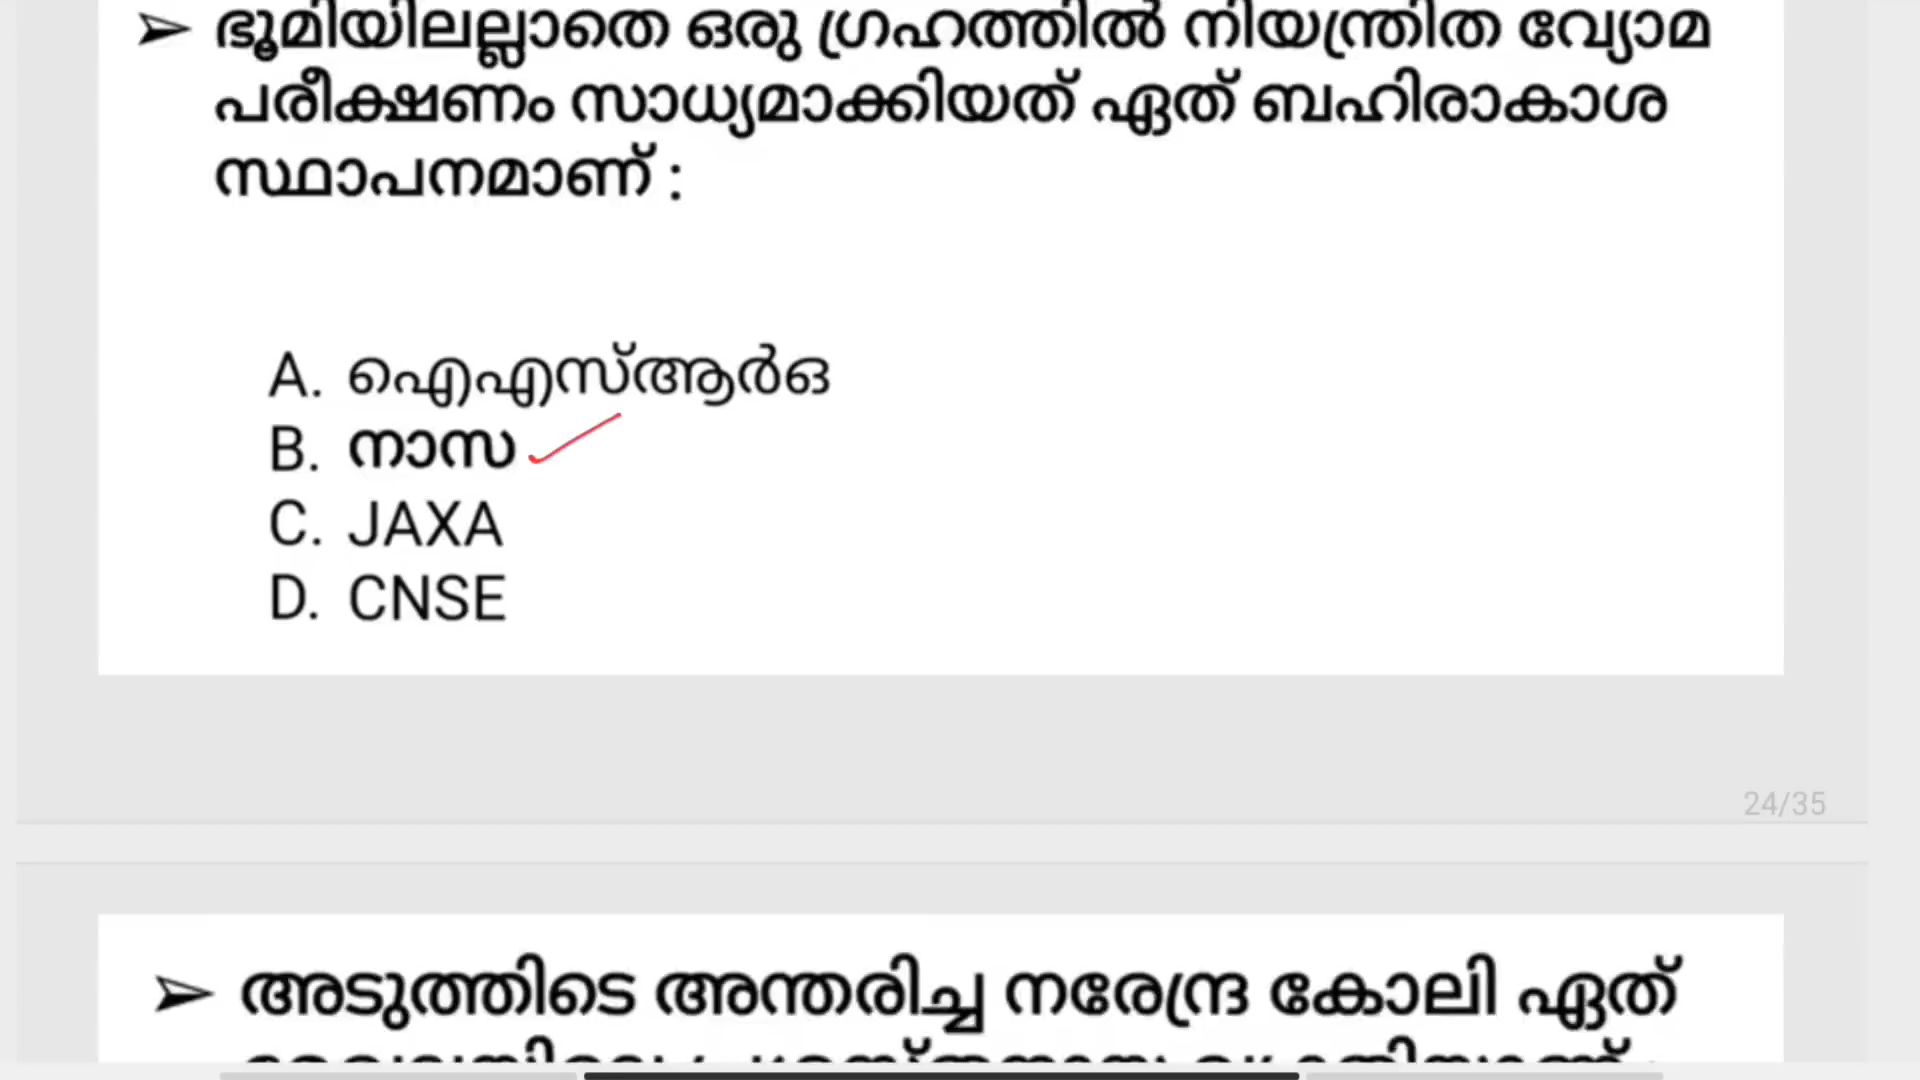 ➢ ഭൂമിയിലല്ലാതെ ഒരു ഗ്രഹത്തിൽ നിയന്ത്രിത വ്യോമ
പരീക്ഷണം സാധ്യമാക്കിയത് ഏത് ബഹിരാകാശ
സ്ഥാപനമാണ് :
A. ഐഎസ്ആർഒ
B. നാസ
C. JAXA
D. CNSE
24/35
➢ അടുത്തിടെ അന്തരിച്ച നരേന്ദ്ര കോലി ഏത്